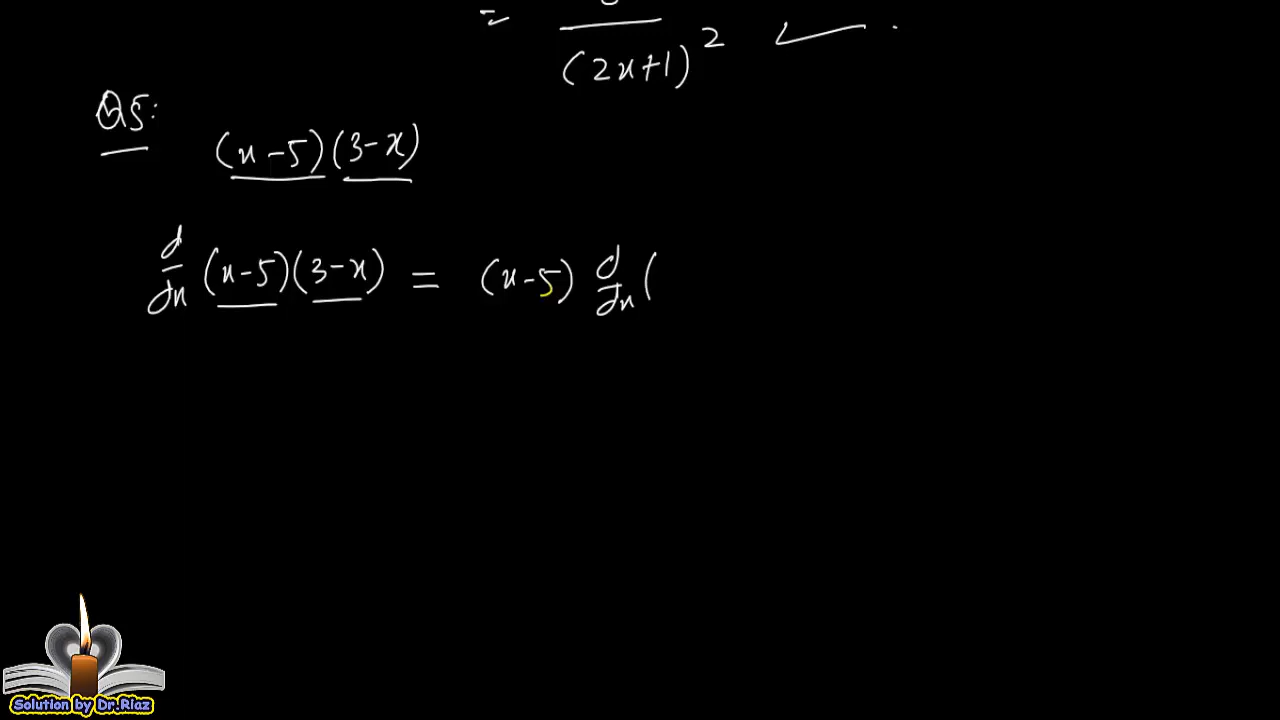 =
(2x+1)^2
Q5:
(x-5)(3-x)
d/dx (x-5)(3-x) = (x-5) d/dx (
Solution by Dr.Riaz